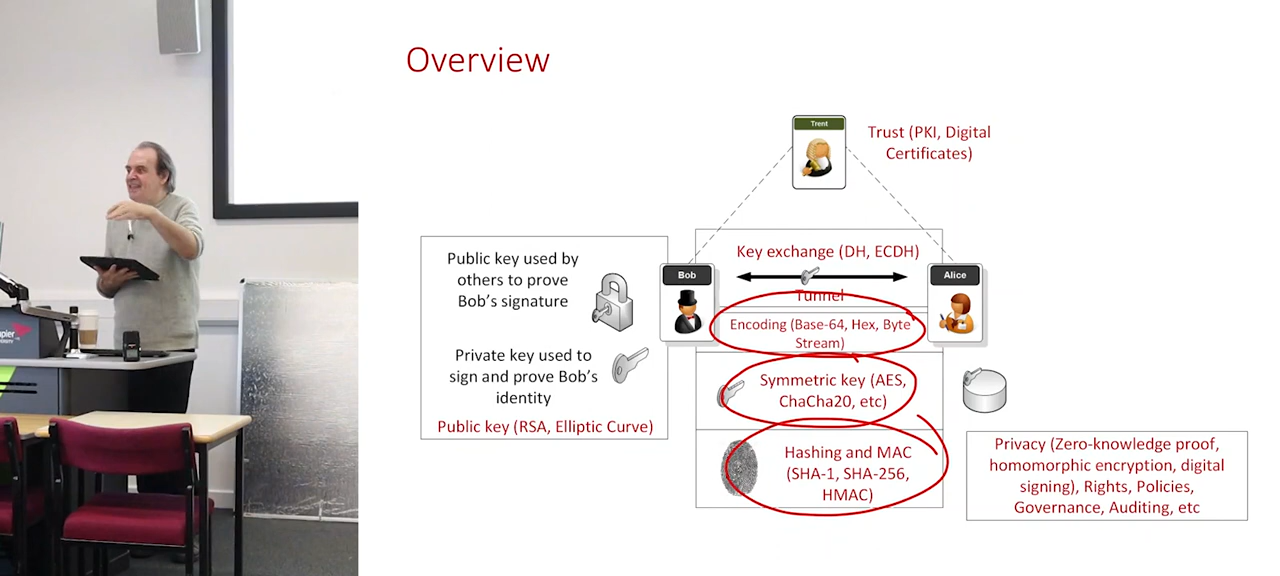 Overview
Trent
Trust (PKI, Digital
Certificates)
Public key used by
others to prove
Bob's signature
Private key used to
sign and prove Bob's
identity
Public key (RSA, Elliptic Curve)
Bob
Key exchange (DH, ECDH)
Tunnel
Alice
Encoding (Base-64, Hex, Byte
Stream)
Symmetric key (AES,
ChaCha20, etc)
Hashing and MAC
(SHA-1, SHA-256,
HMAC)
Privacy (Zero-knowledge proof,
homomorphic encryption, digital
signing), Rights, Policies,
Governance, Auditing, etc